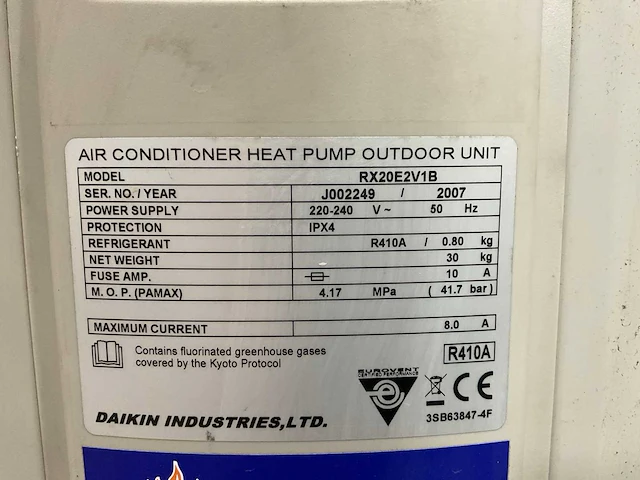 AIR CONDITIONER HEAT PUMP OUTDOOR UNIT
MODEL RX20E2V1B
SER. NO. / YEAR J002249 / 2007
POWER SUPPLY 220-240 V ~ 50 Hz
PROTECTION IPX4
REFRIGERANT R410A / 0.80 kg
NET WEIGHT 30 kg
FUSE AMP. 10 A
M. O. P. (PAMAX) 4.17 MPa ( 41.7 bar)
MAXIMUM CURRENT 8.0 A
Contains fluorinated greenhouse gases
covered by the Kyoto Protocol
R410A
EUROVENT
CERTIFIED PERFORMANCE
CE
DAIKIN INDUSTRIES,LTD.
3SB63847-4F